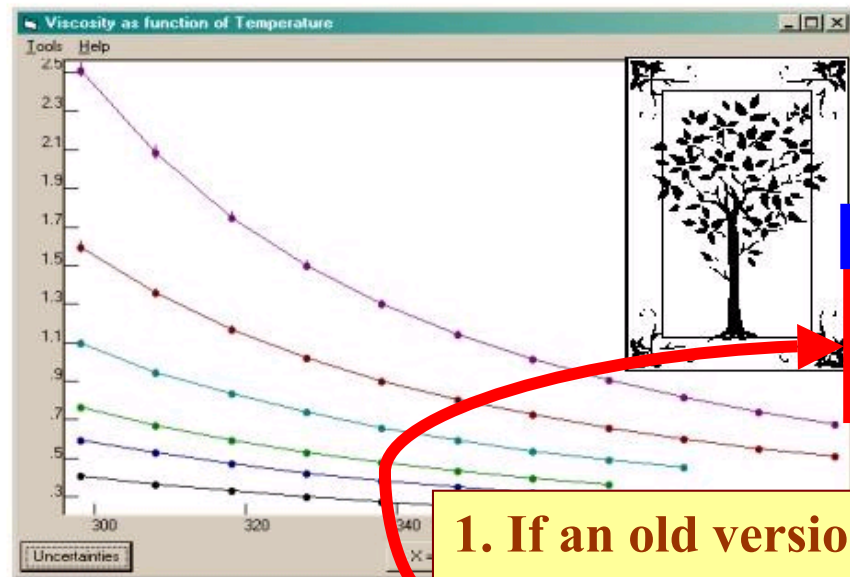 Viscosity as function of Temperature
Tools Help
2.5
2.3
2.1
1.9
1.7
1.5
1.3
1.1
.9
.7
.5
.3
300 320 340
Uncertainties X =
1. If an old versio